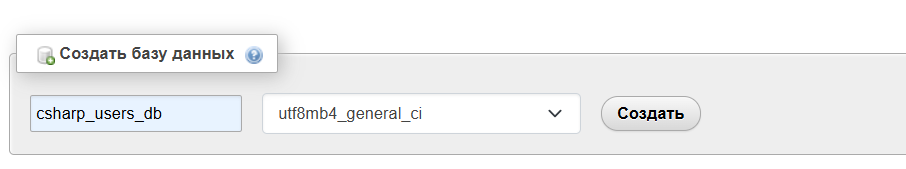 Создать базу данных
csharp_users_db
utf8mb4_general_ci
Создать